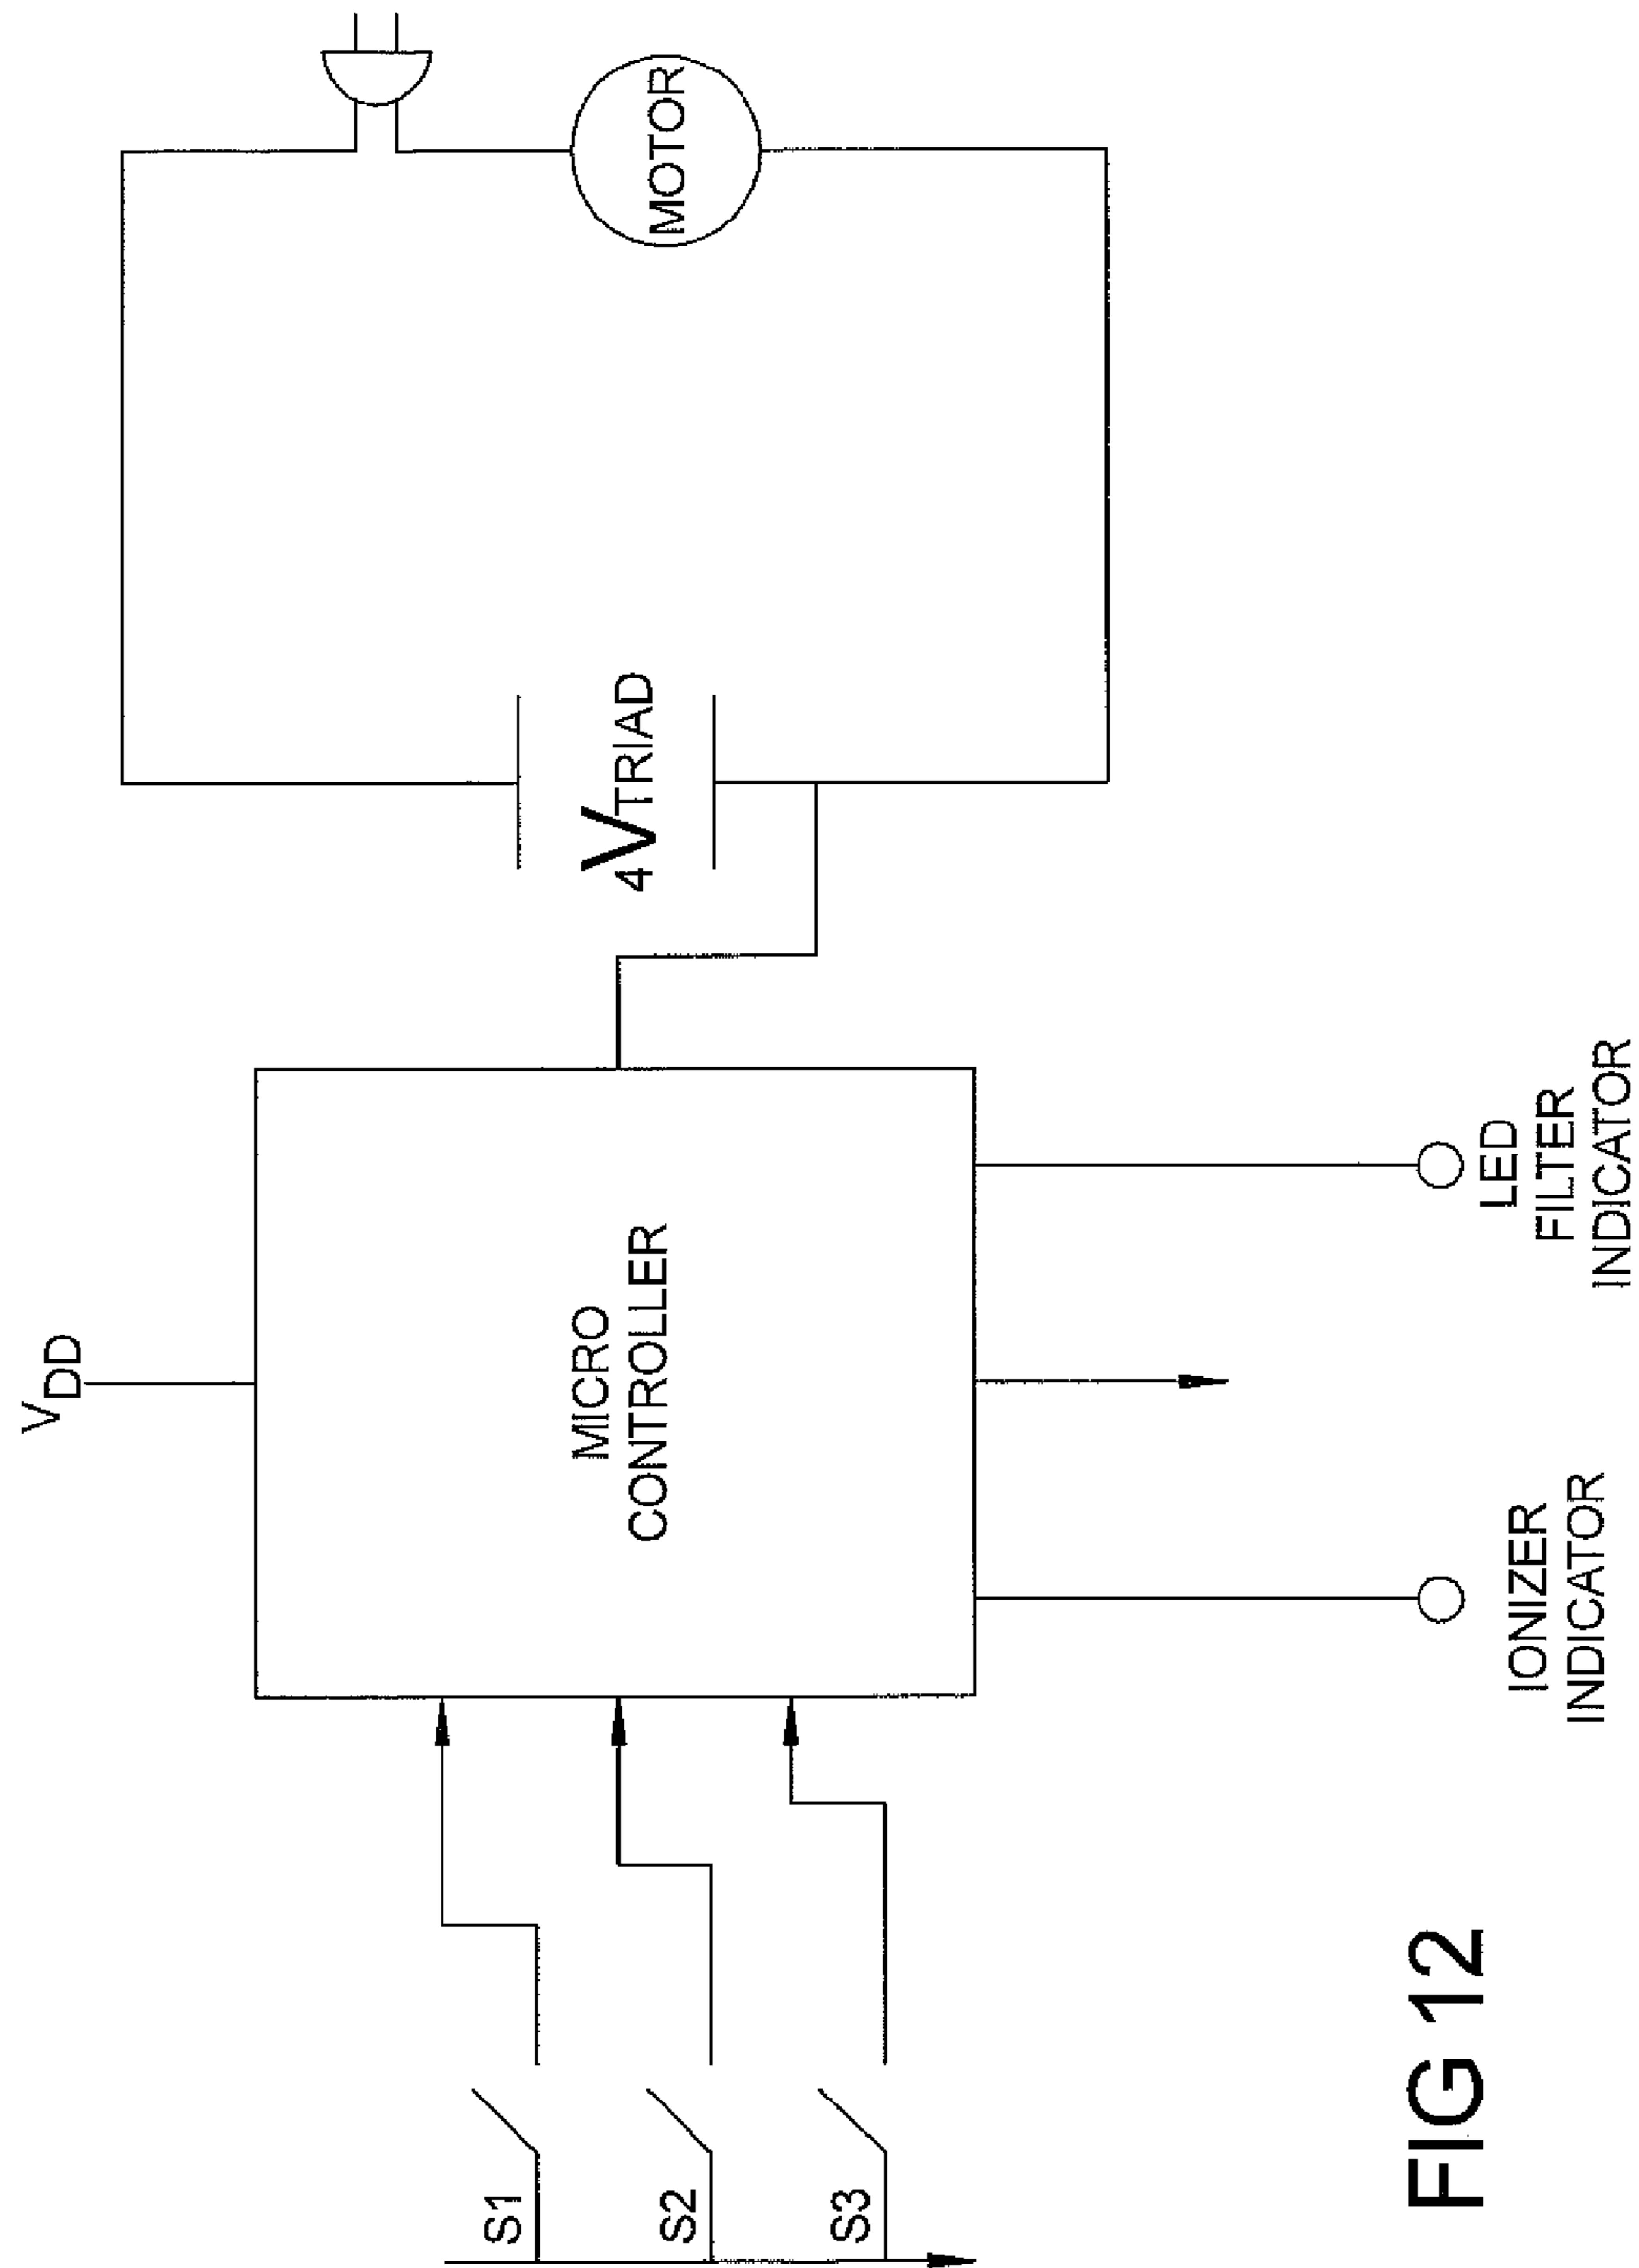 V DD
S1
S2
S3
MICRO
CONTROLLER
4 V TRIAD
MOTOR
IONIZER
INDICATOR
LED
FILTER
INDICATOR
FIG 12